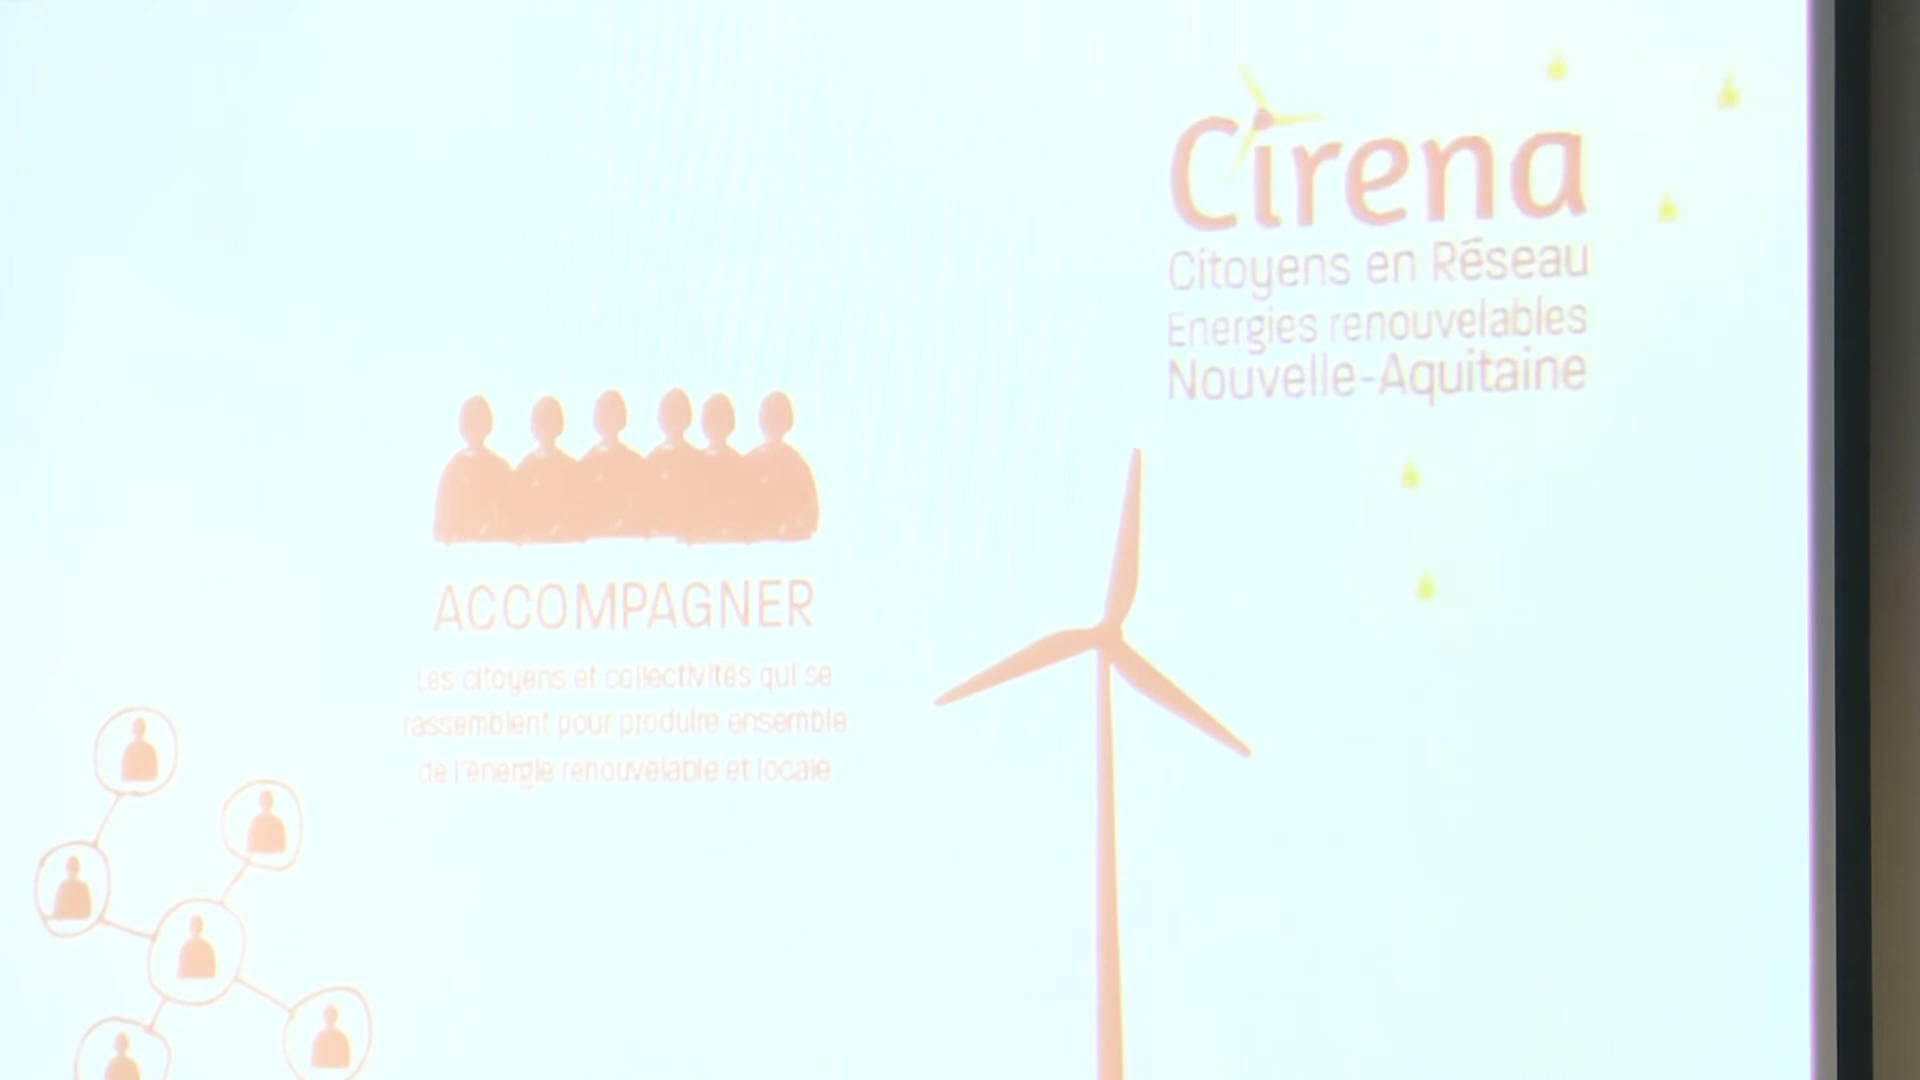 Cirena
Citoyens en Réseau
Energies renouvelables
Nouvelle-Aquitaine
ACCOMPAGNER
Les citoyens et collectivités qui se
rassemblent pour produire ensemble
de l'énergie renouvelable et locale